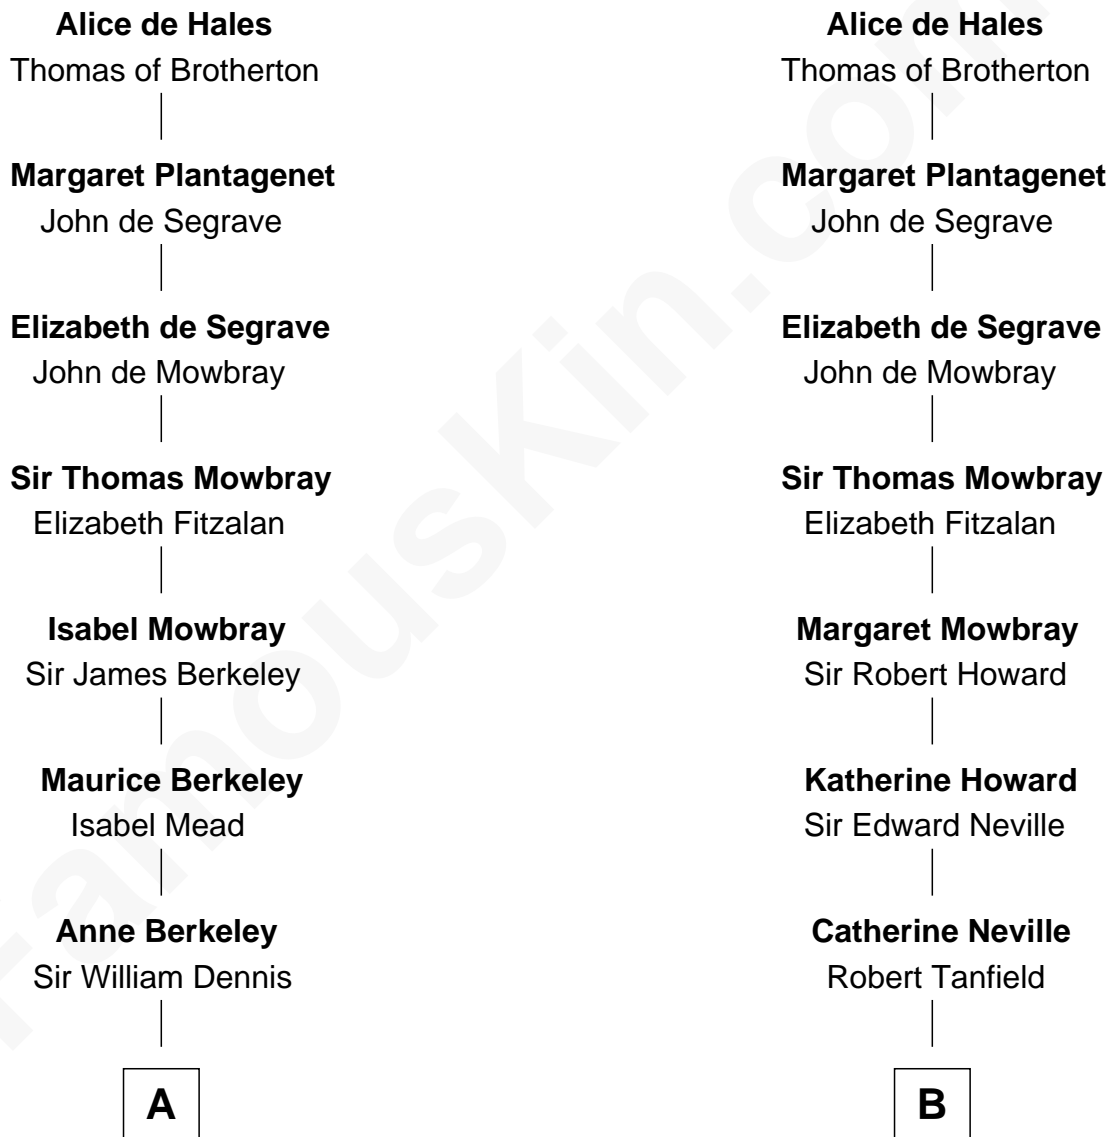 Alice de Hales
Thomas of Brotherton
Margaret Plantagenet
John de Segrave
Elizabeth de Segrave
John de Mowbray
Sir Thomas Mowbray
Elizabeth Fitzalan
Isabel Mowbray
Sir James Berkeley
Maurice Berkeley
Isabel Mead
Anne Berkeley
Sir William Dennis
A
Alice de Hales
Thomas of Brotherton
Margaret Plantagenet
John de Segrave
Elizabeth de Segrave
John de Mowbray
Sir Thomas Mowbray
Elizabeth Fitzalan
Margaret Mowbray
Sir Robert Howard
Katherine Howard
Sir Edward Neville
Catherine Neville
Robert Tanfield
B
FamousKin.com